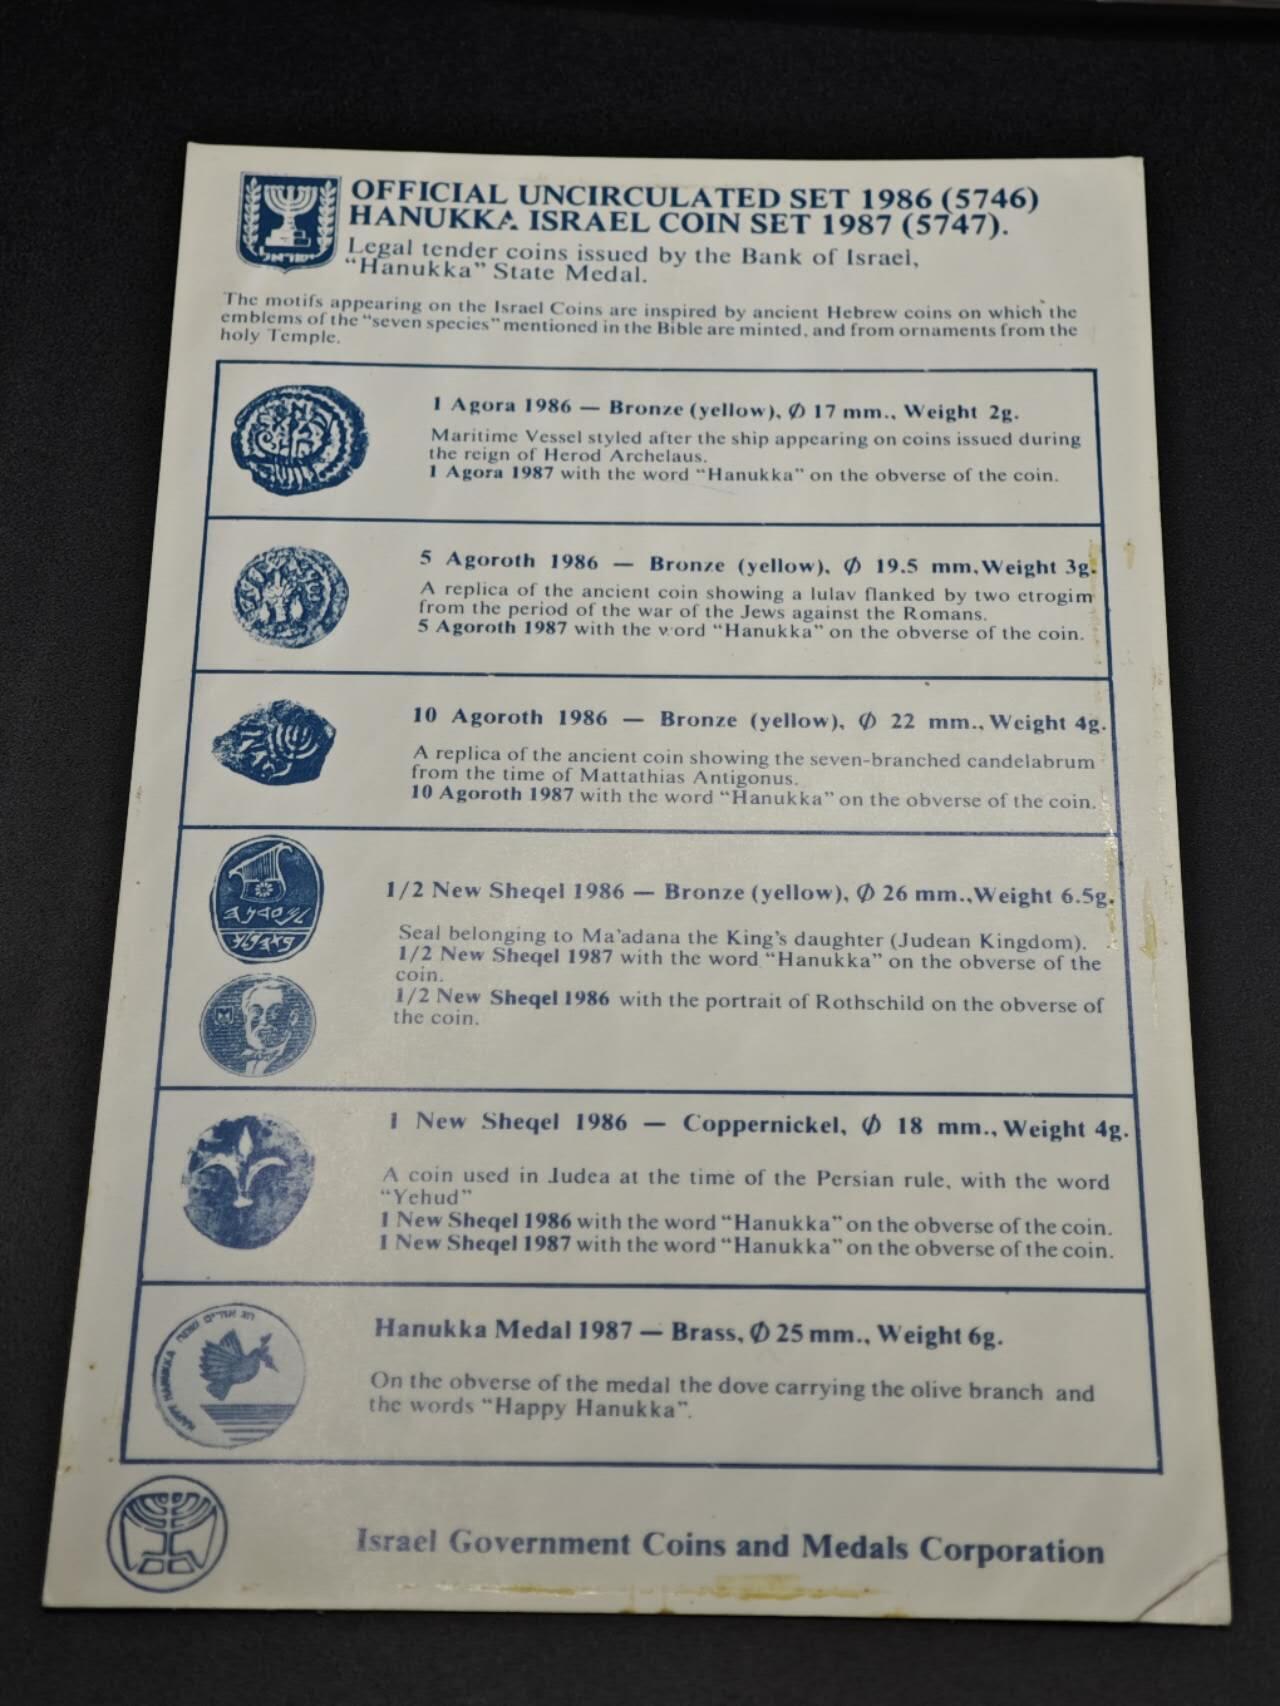 ישראל
OFFICIAL UNCIRCULATED SET 1986 (5746)
HANUKKA ISRAEL COIN SET 1987 (5747).
Legal tender coins issued by the Bank of Israel,
“Hanukka” State Medal.
The motifs appearing on the Israel Coins are inspired by ancient Hebrew coins on which the
emblems of the “seven species” mentioned in the Bible are minted, and from ornaments from the
holy Temple.
1 Agora 1986 — Bronze (yellow), ∅ 17 mm., Weight 2g.
Maritime Vessel styled after the ship appearing on coins issued during
the reign of Herod Archelaus.
1 Agora 1987 with the word “Hanukka” on the obverse of the coin.
5 Agoroth 1986 — Bronze (yellow), ∅ 19.5 mm, Weight 3g.
A replica of the ancient coin showing a lulav flanked by two etrogim
from the period of the war of the Jews against the Romans.
5 Agoroth 1987 with the word “Hanukka” on the obverse of the coin.
10 Agoroth 1986 — Bronze (yellow), ∅ 22 mm., Weight 4g.
A replica of the ancient coin showing the seven-branched candelabrum
from the time of Mattathias Antigonus.
10 Agoroth 1987 with the word “Hanukka” on the obverse of the coin.
1/2 New Sheqel 1986 — Bronze (yellow), ∅ 26 mm., Weight 6.5g.
Seal belonging to Ma'adana the King's daughter (Judean Kingdom).
1/2 New Sheqel 1987 with the word “Hanukka” on the obverse of the
coin.
1/2 New Sheqel 1986 with the portrait of Rothschild on the obverse of
the coin.
1 New Sheqel 1986 — Coppernickel, ∅ 18 mm., Weight 4g.
A coin used in Judea at the time of the Persian rule, with the word
“Yehud”
1 New Sheqel 1986 with the word “Hanukka” on the obverse of the coin.
1 New Sheqel 1987 with the word “Hanukka” on the obverse of the coin.
חג אורים שמח
HAPPY HANUKKA
Hanukka Medal 1987 — Brass, ∅ 25 mm., Weight 6g.
On the obverse of the medal the dove carrying the olive branch and
the words “Happy Hanukka”.
Israel Government Coins and Medals Corporation